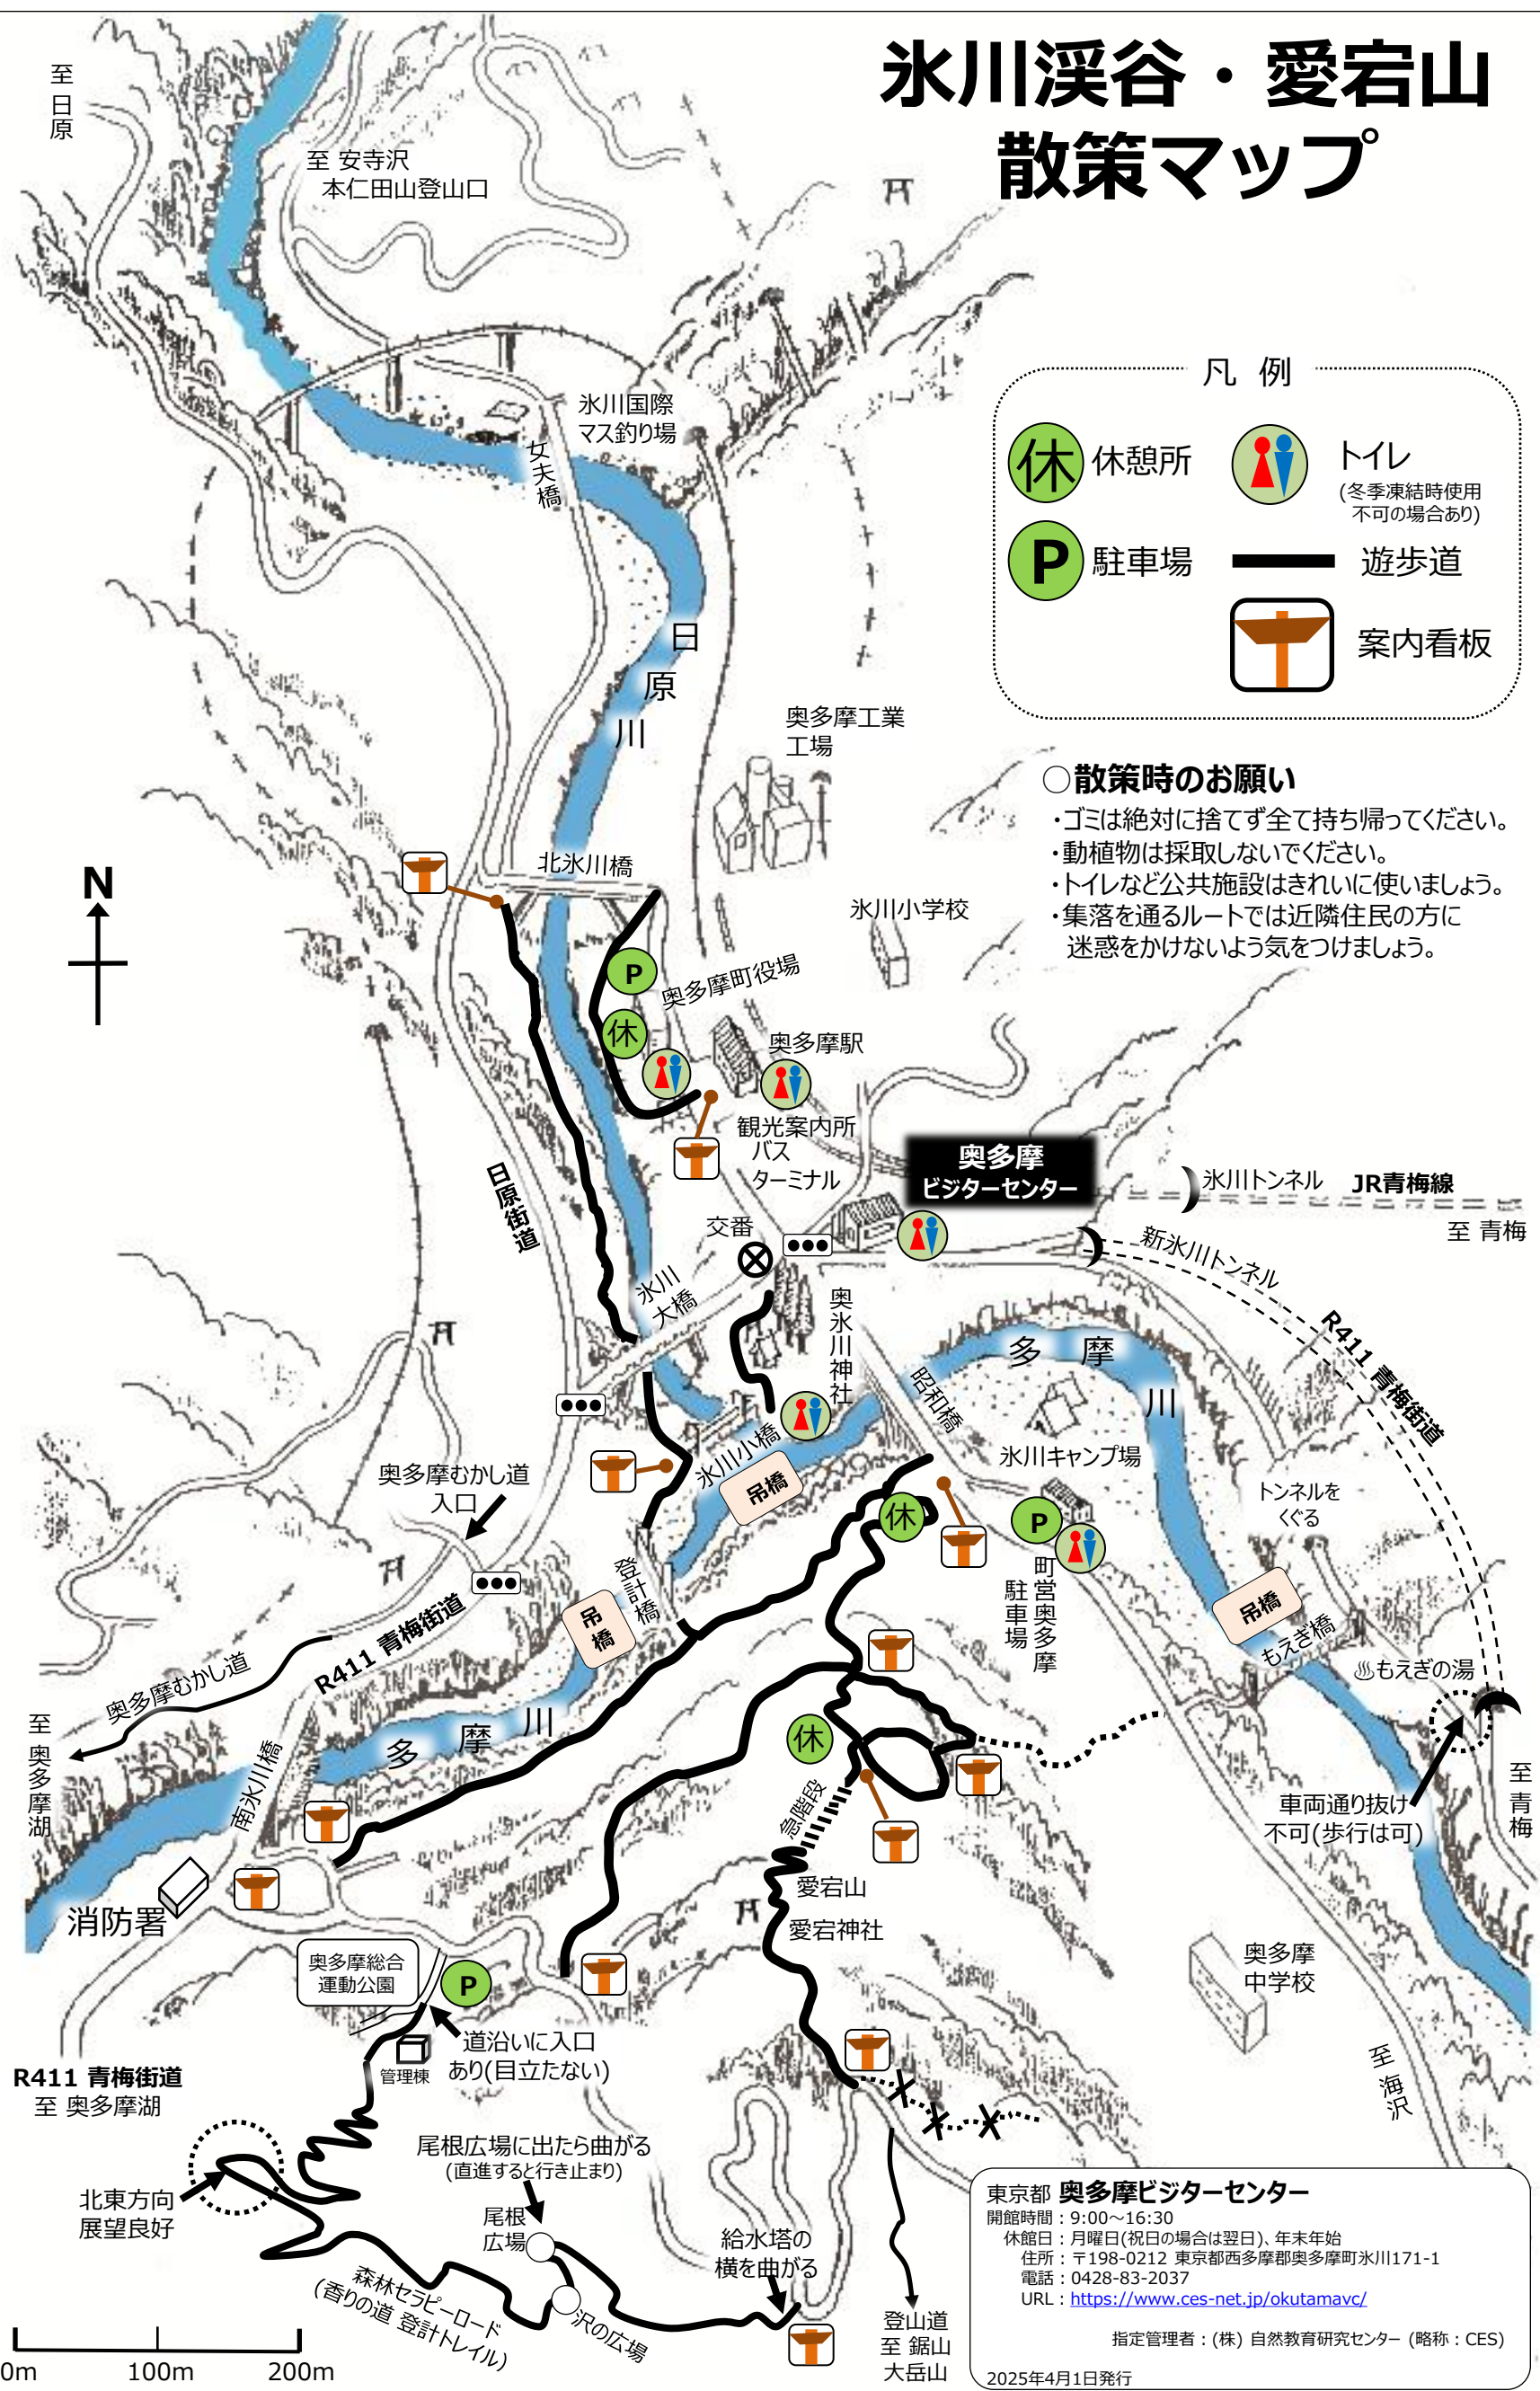 氷川渓谷・愛宕山
散策マップ
至 日原
至 安寺沢
本仁田山登山口
凡 例
休 休憩所
トイレ
(冬季凍結時使用
不可の場合あり)
P 駐車場
遊歩道
案内看板
氷川国際
マス釣り場
女夫橋
日原川
奥多摩工業
工場
○散策時のお願い
・ゴミは絶対に捨てず全て持ち帰ってください。
・動植物は採取しないでください。
・トイレなど公共施設はきれいに使いましょう。
・集落を通るルートでは近隣住民の方に
迷惑をかけないよう気をつけましょう。
N
北氷川橋
氷川小学校
P
奥多摩町役場
休
奥多摩駅
観光案内所
バス
ターミナル
奥多摩
ビジターセンター
氷川トンネル
JR青梅線
至 青梅
日原街道
交番
新氷川トンネル
R411 青梅街道
氷川
大橋
奥氷川神社
多摩川
昭和橋
氷川小橋
吊橋
氷川キャンプ場
奥多摩むかし道
入口
トンネルを
くぐる
休
P
町営奥多摩
駐車場
登計橋
吊
橋
吊橋
もえぎ橋
♨もえぎの湯
R411 青梅街道
奥多摩むかし道
至 奥多摩湖
多摩川
南氷川橋
休
急階段
車両通り抜け
不可(歩行は可)
至 青梅
愛宕山
愛宕神社
消防署
奥多摩総合
運動公園
P
奥多摩
中学校
道沿いに入口
あり(目立たない)
管理棟
R411 青梅街道
至 奥多摩湖
至 海沢
尾根広場に出たら曲がる
(直進すると行き止まり)
北東方向
展望良好
尾根
広場
給水塔の
横を曲がる
森林セラピーロード
(香りの道 登計トレイル)
沢の広場
登山道
至 鋸山
大岳山
0m
100m
200m
東京都 奥多摩ビジターセンター
開館時間：9:00～16:30
休館日：月曜日(祝日の場合は翌日)、年末年始
住所：〒198-0212 東京都西多摩郡奥多摩町氷川171-1
電話：0428-83-2037
URL：https://www.ces-net.jp/okutamavc/
指定管理者：(株) 自然教育研究センター (略称：CES)
2025年4月1日発行